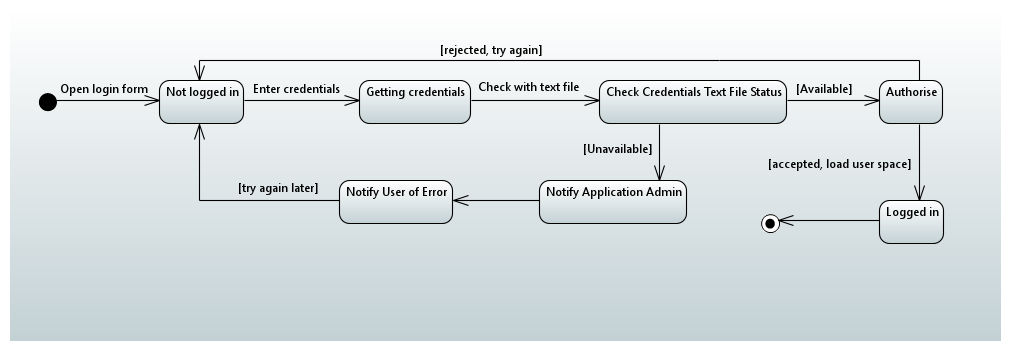 [rejected, try again]
Open login form
Not logged in
Enter credentials
Getting credentials
Check with text file
Check Credentials Text File Status
[Available]
Authorise
[Unavailable]
[accepted, load user space]
[try again later]
Notify User of Error
Notify Application Admin
Logged in